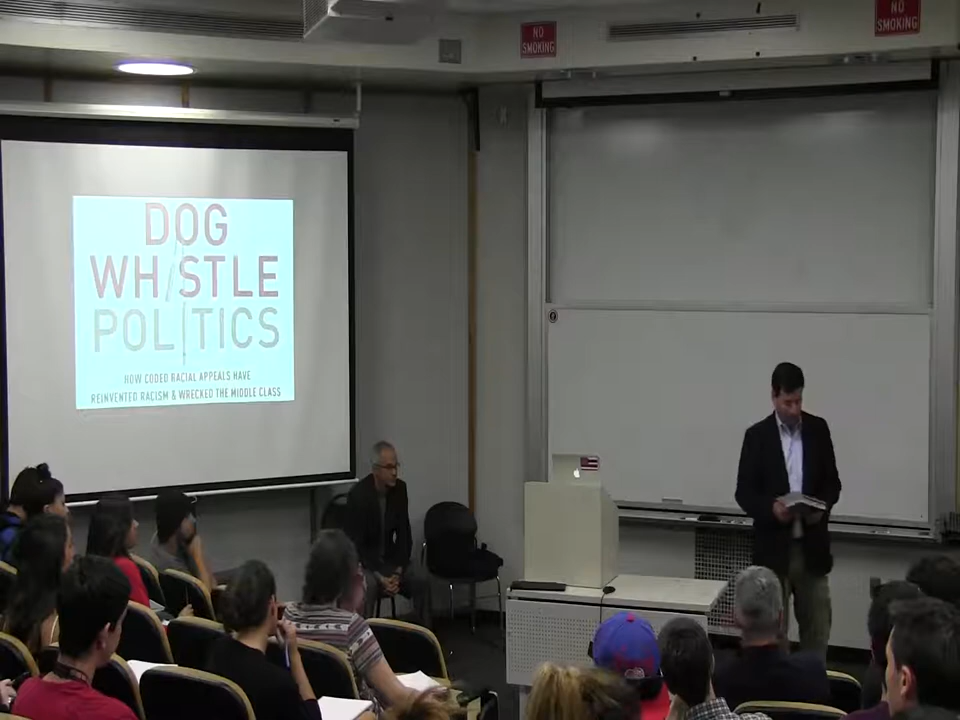 NO
SMOKING
NO
SMOKING
DOG
WHISTLE
POLITICS
HOW CODED RACIAL APPEALS HAVE
REINVENTED RACISM & WRECKED THE MIDDLE CLASS